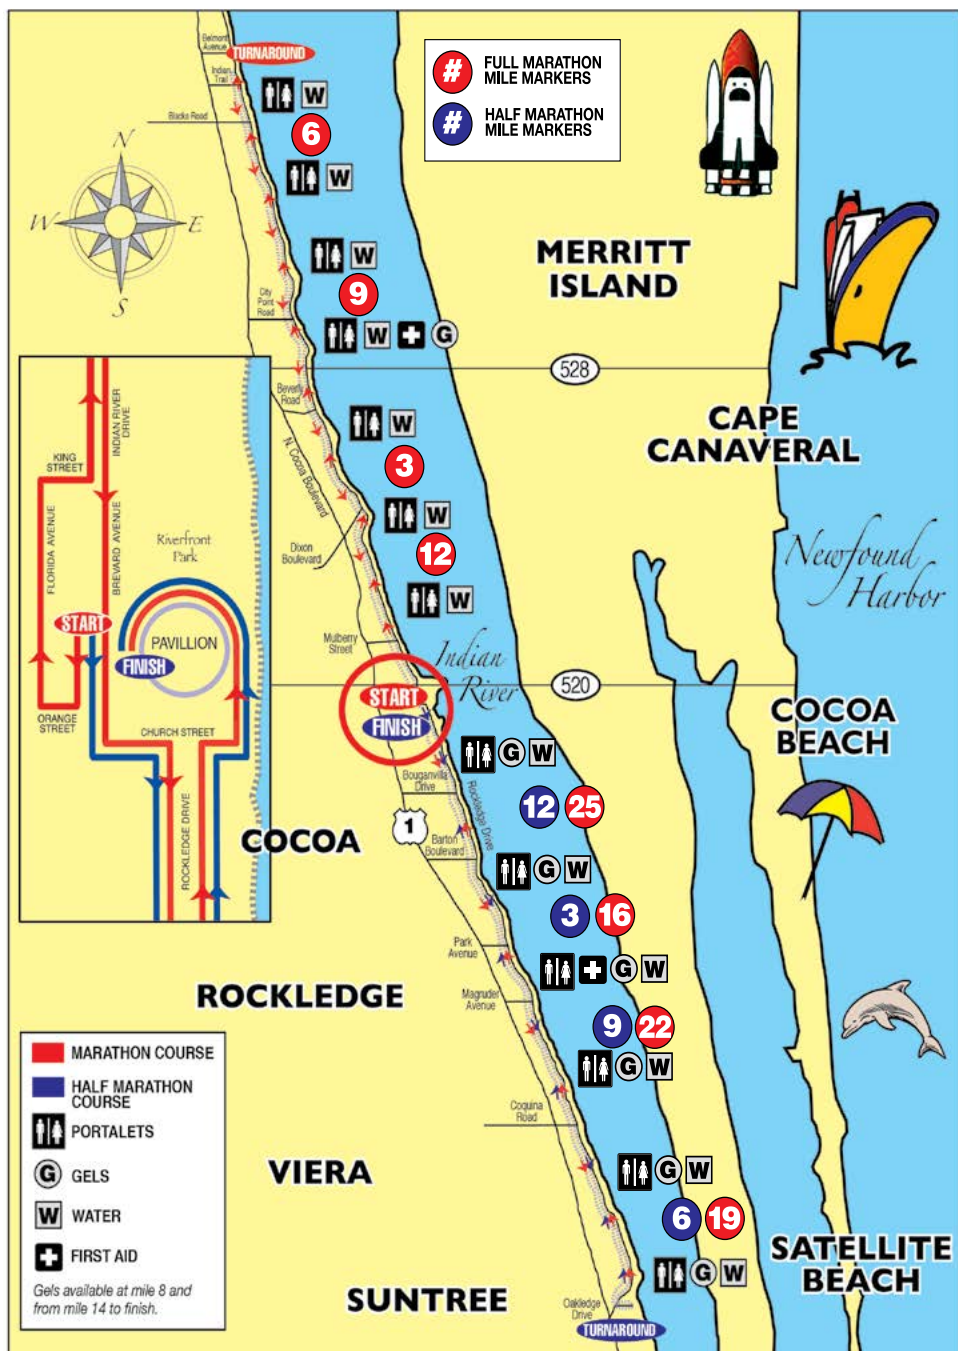 Belmont
Avenue
TURNAROUND
Indian
Trail
Blacks Road
W
6
W
#
FULL MARATHON
MILE MARKERS
#
HALF MARATHON
MILE MARKERS
N
W
E
S
MERRITT
ISLAND
W
9
City
Point
Road
W
G
528
Beverly
Road
W
CAPE
CANAVERAL
N. Cocoa Boulevard
3
W
12
Dixon
Boulevard
W
Newfound
Harbor
Mulberry
Street
Indian
River
520
START
FINISH
COCOA
BEACH
KING
STREET
INDIAN RIVER
DRIVE
FLORIDA AVENUE
BREVARD AVENUE
Riverfront
Park
START
PAVILLION
FINISH
ORANGE
STREET
CHURCH STREET
ROCKLEDGE DRIVE
G
W
Bouganvilla
Drive
Rockledge Drive
12
25
1
COCOA
Barton
Boulevard
G
W
3
16
Park
Avenue
G
W
ROCKLEDGE
Magruder
Avenue
9
22
G
W
Coquina
Road
VIERA
G
W
6
19
SATELLITE
BEACH
G
W
SUNTREE
Oakledge
Drive
TURNAROUND
MARATHON COURSE
HALF MARATHON
COURSE
PORTALETS
G
GELS
W
WATER
FIRST AID
Gels available at mile 8 and
from mile 14 to finish.